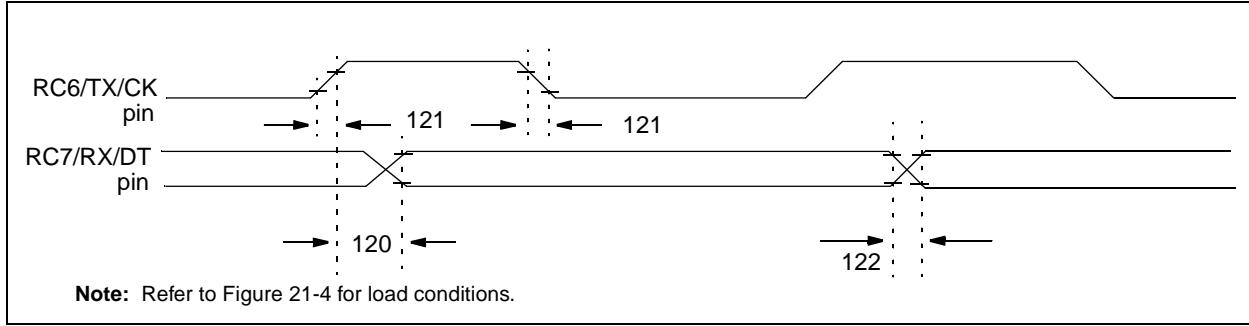 RC6/TX/CK
pin
121
121
RC7/RX/DT
pin
120
122
Note: Refer to Figure 21-4 for load conditions.